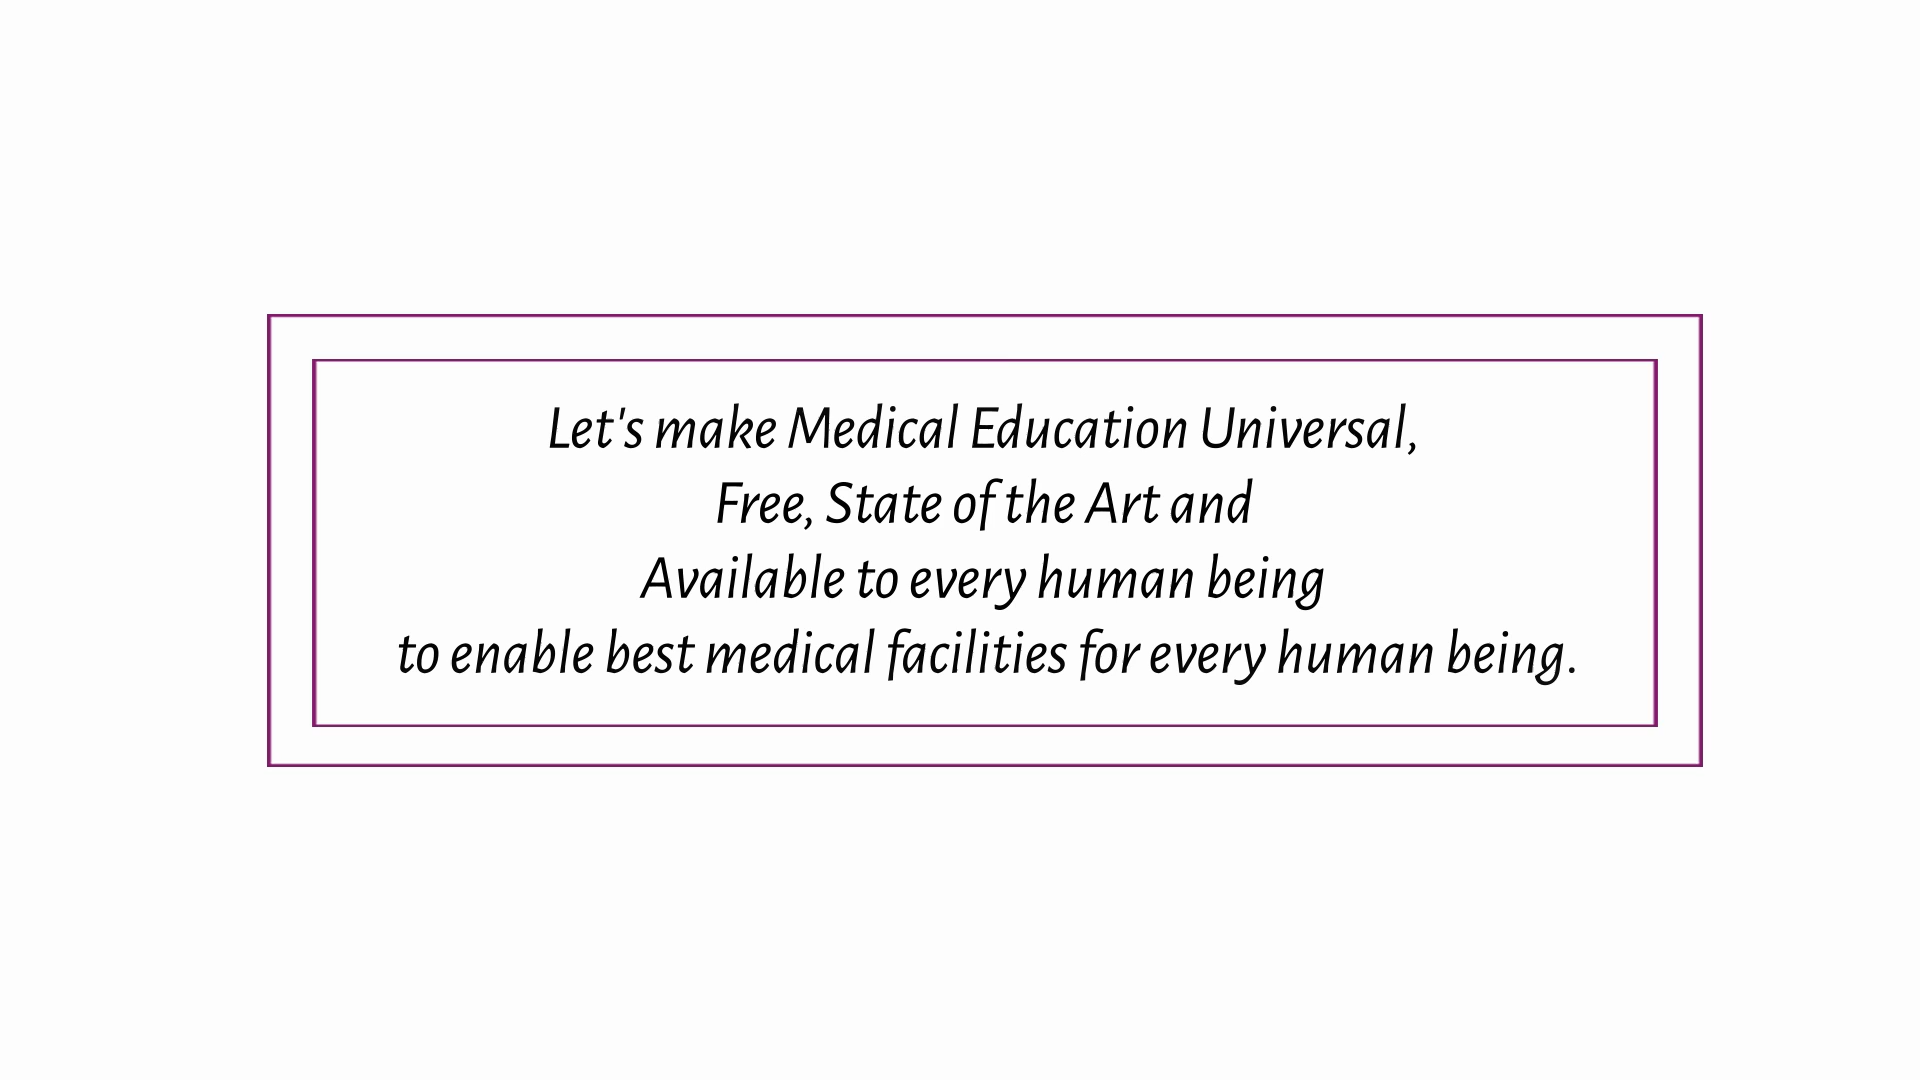 Let's make Medical Education Universal,
Free, State of the Art and
Available to every human being
to enable best medical facilities for every human being.